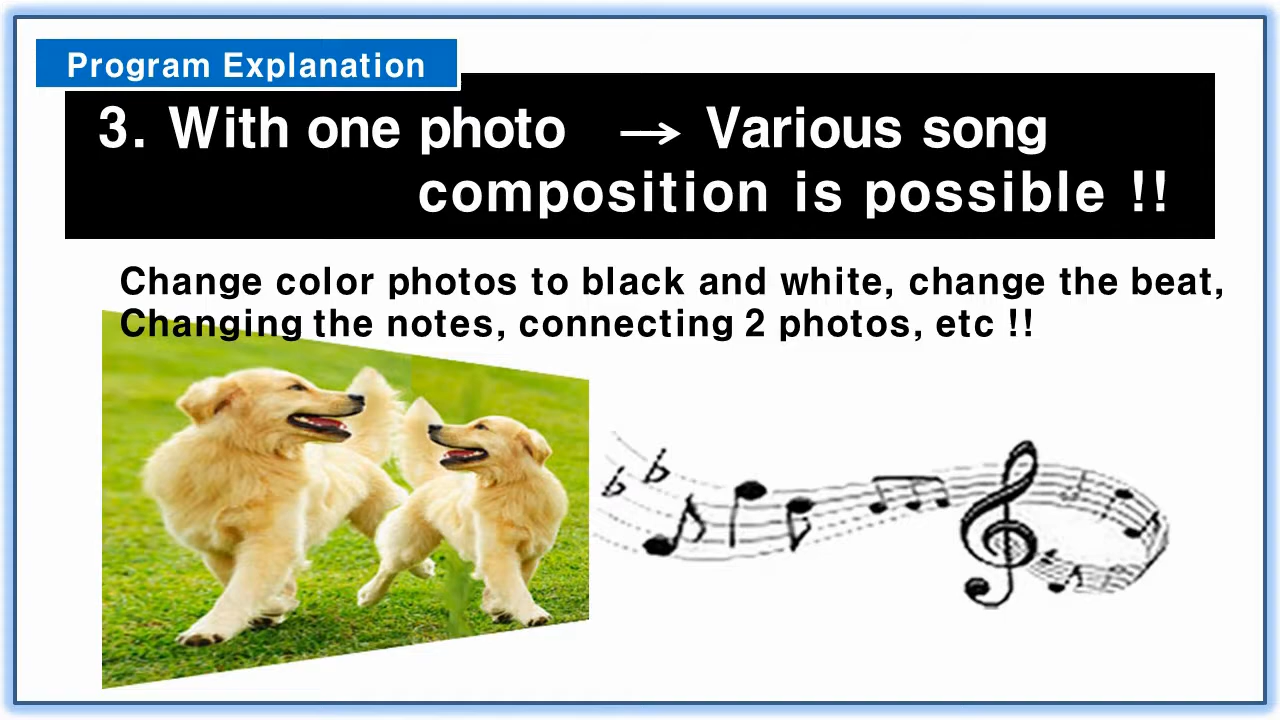 Program Explanation
3. With one photo → Various song
composition is possible !!
Change color photos to black and white, change the beat,
Changing the notes, connecting 2 photos, etc !!